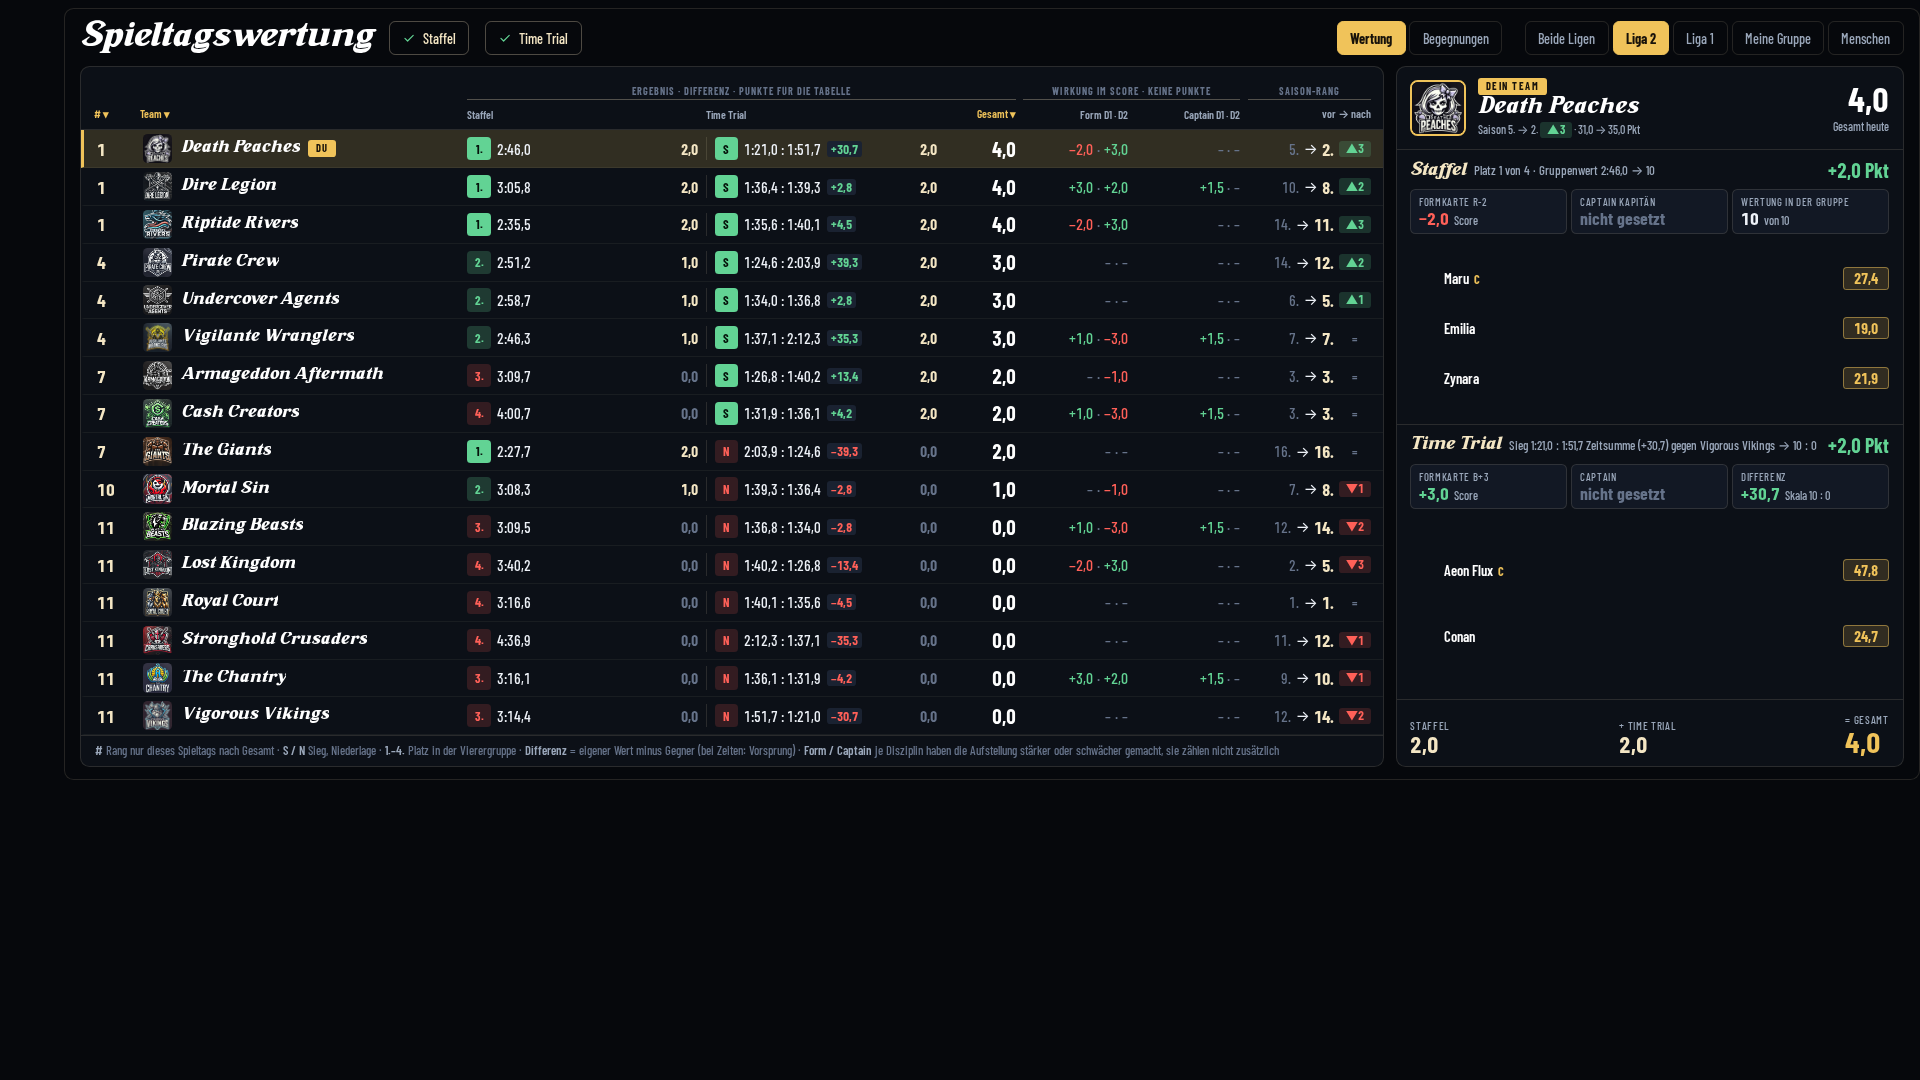 Spieltagswertung ✓ Staffel ✓ Time Trial Wertung Begegnungen Beide Ligen Liga 2 Liga 1 Meine Gruppe Menschen
ERGEBNIS · DIFFERENZ · PUNKTE FÜR DIE TABELLE WIRKUNG IM SCORE · KEINE PUNKTE SAISON-RANG
# ▾ Team ▾ Staffel Time Trial Gesamt ▾ Form D1 · D2 Captain D1 · D2 vor → nach
1 Death Peaches DU 1. 2:46,0 2,0 S 1:21,0 : 1:51,7 +30,7 2,0 4,0 −2,0 · +3,0 – · – 5. → 2. ▲3
1 Dire Legion 1. 3:05,8 2,0 S 1:36,4 : 1:39,3 +2,8 2,0 4,0 +3,0 · +2,0 +1,5 · – 10. → 8. ▲2
1 Riptide Rivers 1. 2:35,5 2,0 S 1:35,6 : 1:40,1 +4,5 2,0 4,0 −2,0 · +3,0 – · – 14. → 11. ▲3
4 Pirate Crew 2. 2:51,2 1,0 S 1:24,6 : 2:03,9 +39,3 2,0 3,0 – · – – · – 14. → 12. ▲2
4 Undercover Agents 2. 2:58,7 1,0 S 1:34,0 : 1:36,8 +2,8 2,0 3,0 – · – – · – 6. → 5. ▲1
4 Vigilante Wranglers 2. 2:46,3 1,0 S 1:37,1 : 2:12,3 +35,3 2,0 3,0 +1,0 · −3,0 +1,5 · – 7. → 7. =
7 Armageddon Aftermath 3. 3:09,7 0,0 S 1:26,8 : 1:40,2 +13,4 2,0 2,0 – · −1,0 – · – 3. → 3. =
7 Cash Creators 4. 4:00,7 0,0 S 1:31,9 : 1:36,1 +4,2 2,0 2,0 +1,0 · −3,0 +1,5 · – 3. → 3. =
7 The Giants 1. 2:27,7 2,0 N 2:03,9 : 1:24,6 −39,3 0,0 2,0 – · – – · – 16. → 16. =
10 Mortal Sin 2. 3:08,3 1,0 N 1:39,3 : 1:36,4 −2,8 0,0 1,0 – · −1,0 – · – 7. → 8. ▼1
11 Blazing Beasts 3. 3:09,5 0,0 N 1:36,8 : 1:34,0 −2,8 0,0 0,0 +1,0 · −3,0 +1,5 · – 12. → 14. ▼2
11 Lost Kingdom 4. 3:40,2 0,0 N 1:40,2 : 1:26,8 −13,4 0,0 0,0 −2,0 · +3,0 – · – 2. → 5. ▼3
11 Royal Court 4. 3:16,6 0,0 N 1:40,1 : 1:35,6 −4,5 0,0 0,0 – · – – · – 1. → 1. =
11 Stronghold Crusaders 4. 4:36,9 0,0 N 2:12,3 : 1:37,1 −35,3 0,0 0,0 – · – – · – 11. → 12. ▼1
11 The Chantry 3. 3:16,1 0,0 N 1:36,1 : 1:31,9 −4,2 0,0 0,0 +3,0 · +2,0 +1,5 · – 9. → 10. ▼1
11 Vigorous Vikings 3. 3:14,4 0,0 N 1:51,7 : 1:21,0 −30,7 0,0 0,0 – · – – · – 12. → 14. ▼2
# Rang nur dieses Spieltags nach Gesamt · S / N Sieg, Niederlage · 1.–4. Platz in der Vierergruppe · Differenz = eigener Wert minus Gegner (bei Zeiten: Vorsprung) · Form / Captain je Disziplin haben die Aufstellung stärker oder schwächer gemacht, sie zählen nicht zusätzlich
DEIN TEAM
Death Peaches 4,0
Saison 5. → 2. ▲3 · 31,0 → 35,0 Pkt Gesamt heute
Staffel Platz 1 von 4 · Gruppenwert 2:46,0 → 10 +2,0 Pkt
FORMKARTE R-2 CAPTAIN KAPITÄN WERTUNG IN DER GRUPPE
−2,0 Score nicht gesetzt 10 von 10
Maru C 27,4
Emilia 19,0
Zynara 21,9
Time Trial Sieg 1:21,0 : 1:51,7 Zeitsumme (+30,7) gegen Vigorous Vikings → 10 : 0 +2,0 Pkt
FORMKARTE B+3 CAPTAIN DIFFERENZ
+3,0 Score nicht gesetzt +30,7 Skala 10 : 0
Aeon Flux C 47,8
Conan 24,7
STAFFEL + TIME TRIAL = GESAMT
2,0 2,0 4,0